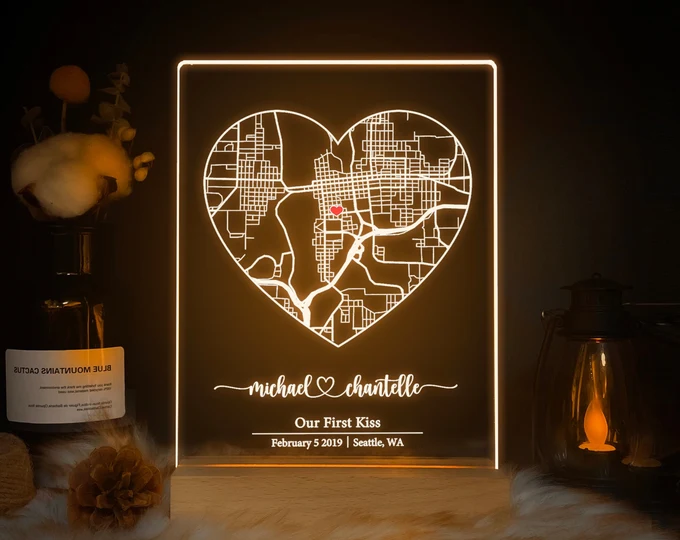 michael chantelle
Our First Kiss
February 5 2019 | Seattle, WA
BLUE MOUNTAINS CACTUS